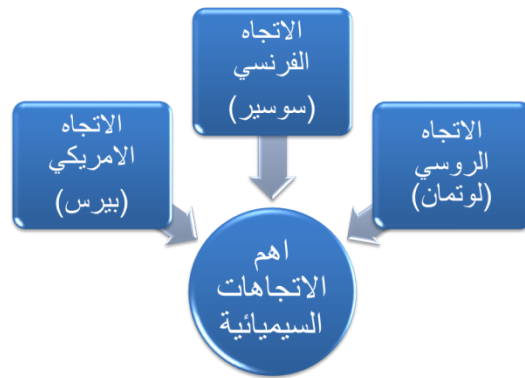 الاتجاه
الفرنسي
(سوسير)
الاتجاه
الروسي
(لوتمان)
الاتجاه
الامريكي
(بيرس)
اهم
الاتجاهات
السيميائية